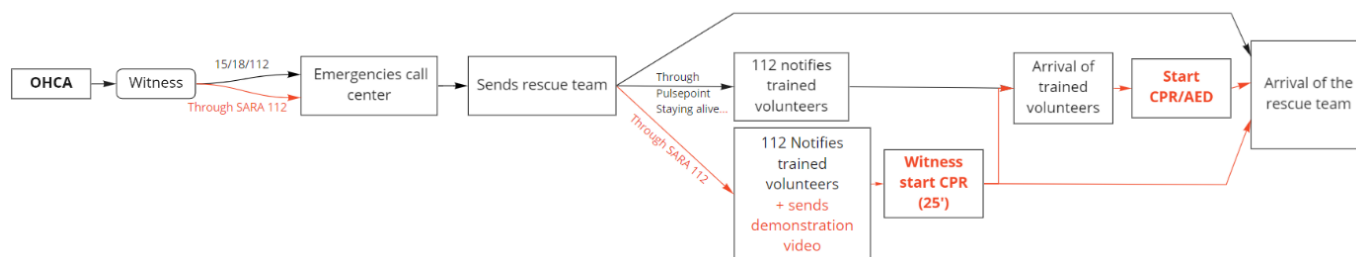 OHCA
Witness
15/18/112
Through SARA 112
Emergencies call
center
Sends rescue team
Through
Pulsepoint
Staying alive...
Through SARA 112
112 notifies
trained
volunteers
112 Notifies
trained
volunteers
+ sends
demonstration
video
Witness
start CPR
(25')
Arrival of
trained
volunteers
Start
CPR/AED
Arrival of the
rescue team